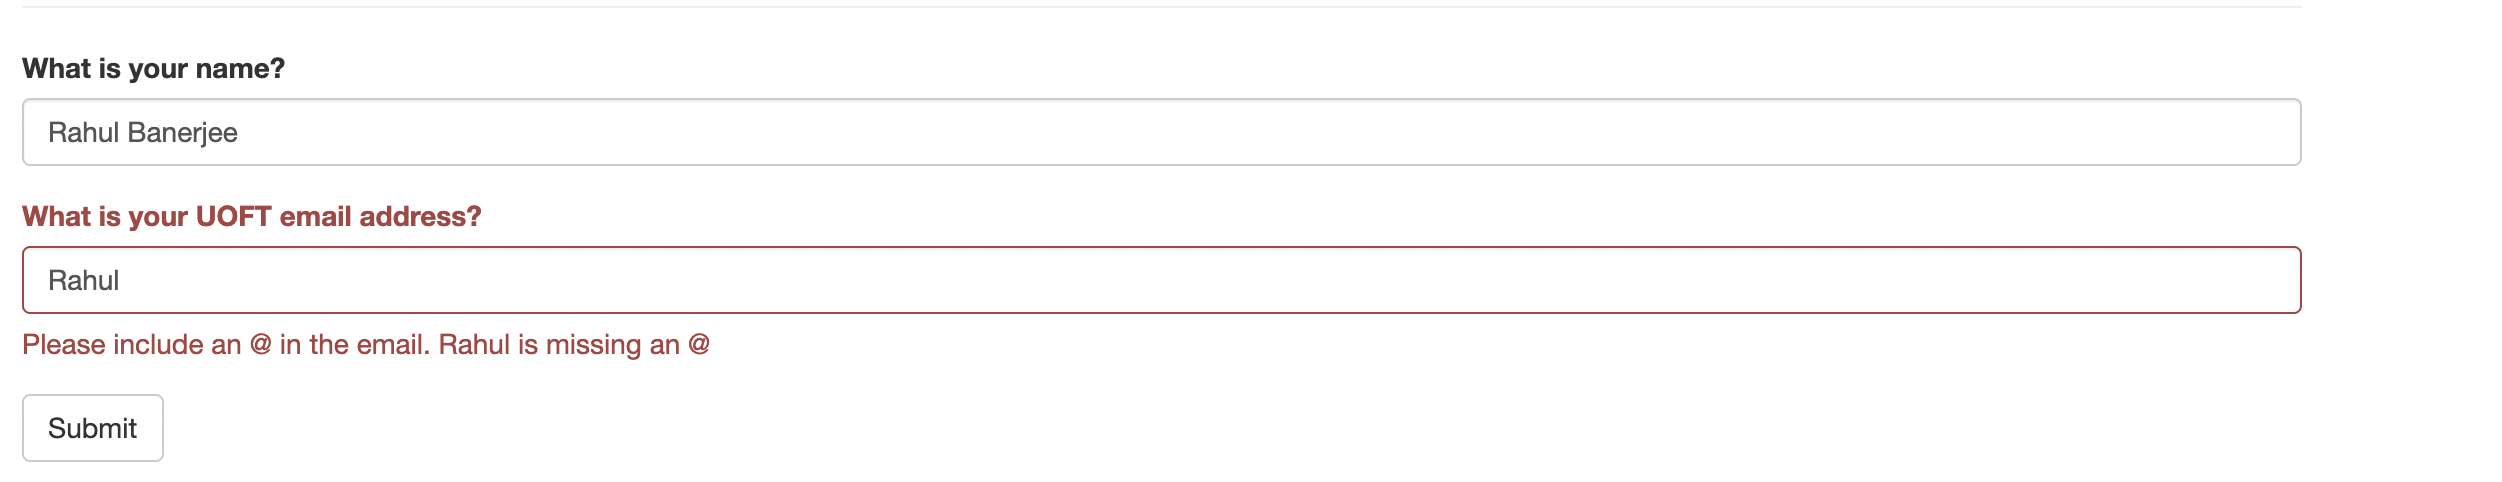 What is your name?
Rahul Banerjee
What is your UOFT email address?
Rahul
Please include an @ in the email. Rahul is missing an @
Submit